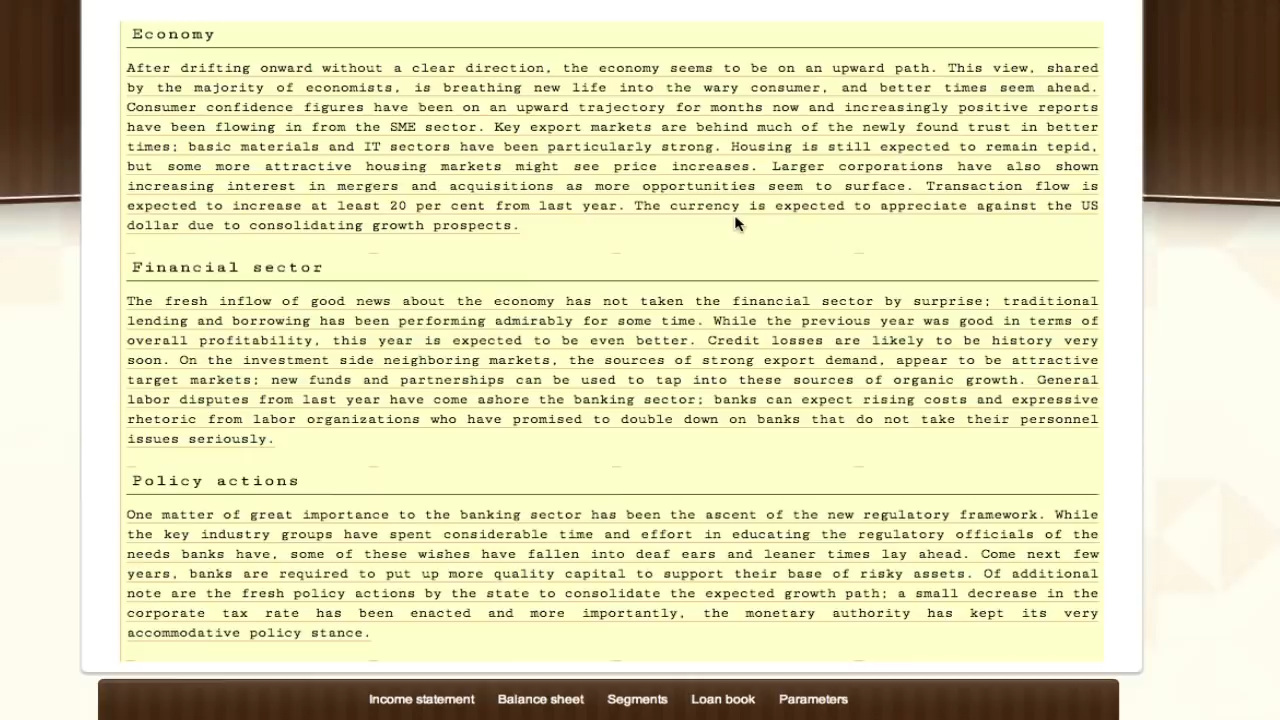 Economy
After drifting onward without a clear direction, the economy seems to be on an upward path. This view, shared
by the majority of economists, is breathing new life into the wary consumer, and better times seem ahead.
Consumer confidence figures have been on an upward trajectory for months now and increasingly positive reports
have been flowing in from the SME sector. Key export markets are behind much of the newly found trust in better
times; basic materials and IT sectors have been particularly strong. Housing is still expected to remain tepid,
but some more attractive housing markets might see price increases. Larger corporations have also shown
increasing interest in mergers and acquisitions as more opportunities seem to surface. Transaction flow is
expected to increase at least 20 per cent from last year. The currency is expected to appreciate against the US
dollar due to consolidating growth prospects.
Financial sector
The fresh inflow of good news about the economy has not taken the financial sector by surprise; traditional
lending and borrowing has been performing admirably for some time. While the previous year was good in terms of
overall profitability, this year is expected to be even better. Credit losses are likely to be history very
soon. On the investment side neighboring markets, the sources of strong export demand, appear to be attractive
target markets; new funds and partnerships can be used to tap into these sources of organic growth. General
labor disputes from last year have come ashore the banking sector; banks can expect rising costs and expressive
rhetoric from labor organizations who have promised to double down on banks that do not take their personnel
issues seriously.
Policy actions
One matter of great importance to the banking sector has been the ascent of the new regulatory framework. While
the key industry groups have spent considerable time and effort in educating the regulatory officials of the
needs banks have, some of these wishes have fallen into deaf ears and leaner times lay ahead. Come next few
years, banks are required to put up more quality capital to support their base of risky assets. Of additional
note are the fresh policy actions by the state to consolidate the expected growth path; a small decrease in the
corporate tax rate has been enacted and more importantly, the monetary authority has kept its very
accommodative policy stance.
Income statement Balance sheet Segments Loan book Parameters